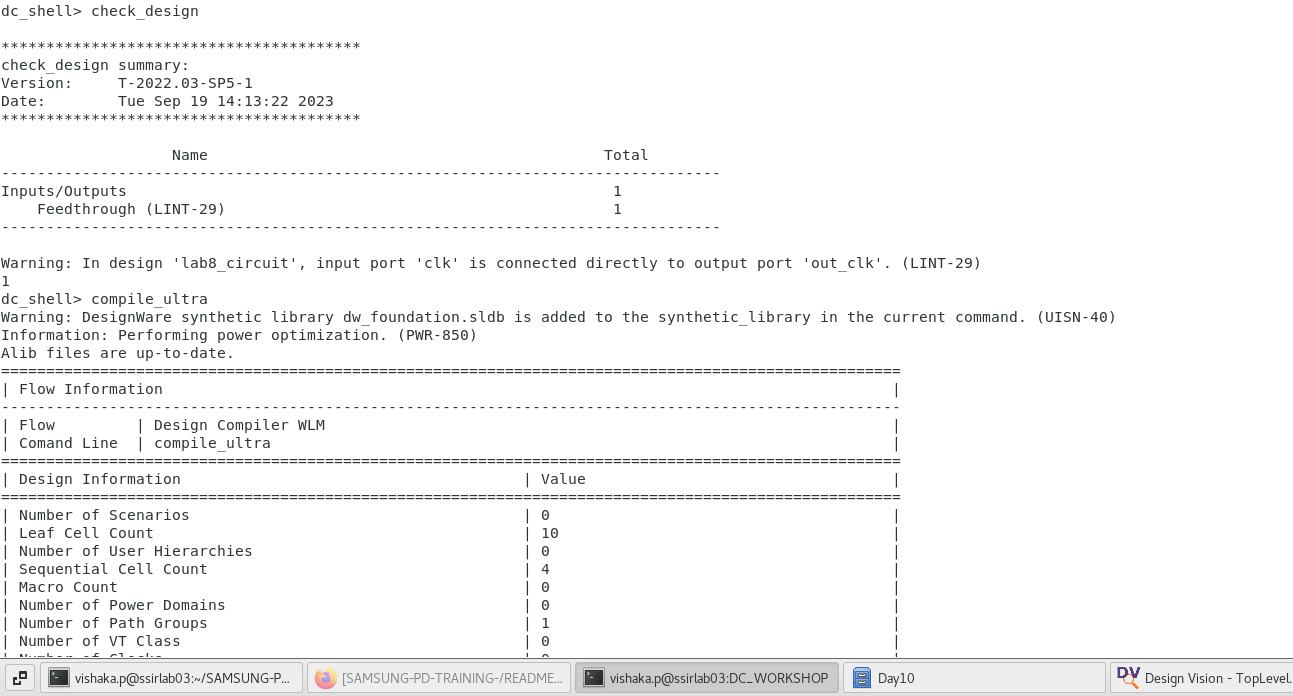 dc_shell> check_design
****************************************
check_design summary:
Version:     T-2022.03-SP5-1
Date:        Tue Sep 19 14:13:22 2023
****************************************
                   Name                                            Total
--------------------------------------------------------------------------------
Inputs/Outputs                                                      1
    Feedthrough (LINT-29)                                           1
--------------------------------------------------------------------------------
Warning: In design 'lab8_circuit', input port 'clk' is connected directly to output port 'out_clk'. (LINT-29)
1
dc_shell> compile_ultra
Warning: DesignWare synthetic library dw_foundation.sldb is added to the synthetic_library in the current command. (UISN-40)
Information: Performing power optimization. (PWR-850)
Alib files are up-to-date.
====================================================================================================
| Flow Information                                                                                 |
----------------------------------------------------------------------------------------------------
| Flow         | Design Compiler WLM                                                               |
| Comand Line  | compile_ultra                                                                     |
====================================================================================================
| Design Information                                      | Value                                  |
====================================================================================================
| Number of Scenarios                                     | 0                                      |
| Leaf Cell Count                                         | 10                                     |
| Number of User Hierarchies                              | 0                                      |
| Sequential Cell Count                                   | 4                                      |
| Macro Count                                             | 0                                      |
| Number of Power Domains                                 | 0                                      |
| Number of Path Groups                                   | 1                                      |
| Number of VT Class                                      | 0                                      |
vishaka.p@ssirlab03:~/SAMSUNG-P... [SAMSUNG-PD-TRAINING-/README... vishaka.p@ssirlab03:DC_WORKSHOP Day10 DV Design Vision - TopLevel.